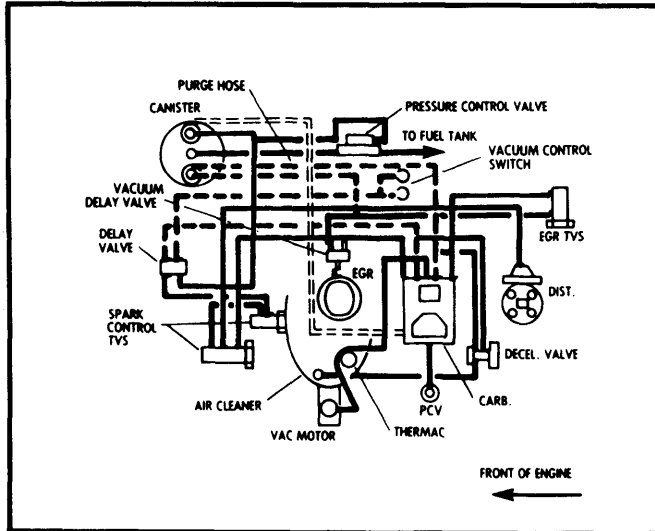 PURGE HOSE
CANISTER
PRESSURE CONTROL VALVE
TO FUEL TANK
VACUUM CONTROL
SWITCH
VACUUM
DELAY VALVE
DELAY
VALVE
EGR
EGR TVS
DIST.
SPARK
CONTROL
TVS
DECEL. VALVE
AIR CLEANER
CARB.
PCV
VAC MOTOR
THERMAC
FRONT OF ENGINE